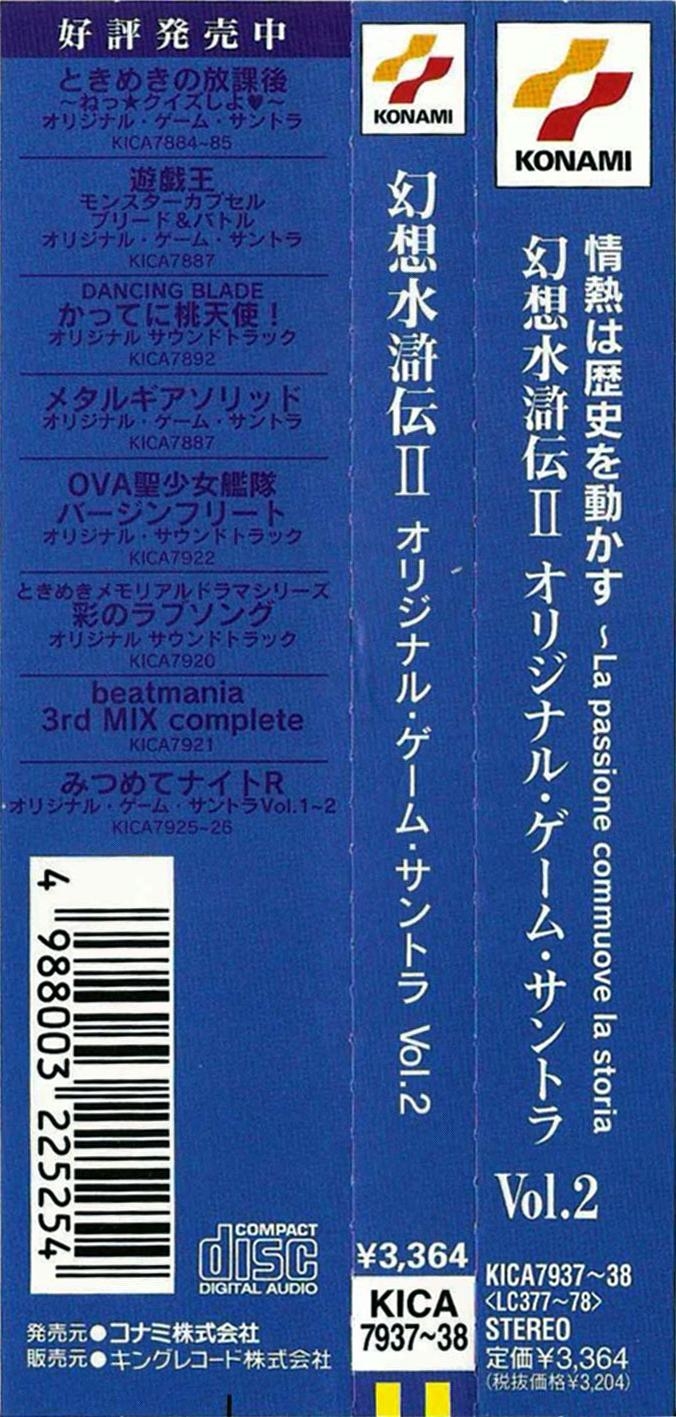 好評発売中
ときめきの放課後
～ねっ★クイズしよ♥～
オリジナル・ゲーム・サントラ
KICA7884~85
遊戯王
モンスターカプセル
ブリード＆バトル
オリジナル・ゲーム・サントラ
KICA7887
DANCING BLADE
かってに桃天使！
オリジナル サウンドトラック
KICA7892
メタルギアソリッド
オリジナル・ゲーム・サントラ
KICA7887
OVA聖少女艦隊
バージンフリート
オリジナル・サウンドトラック
KICA7922
ときめきメモリアルドラマシリーズ
彩のラブソング
オリジナル サウンドトラック
KICA7920
beatmania
3rd MIX complete
KICA7921
みつめてナイトR
オリジナル・ゲーム・サントラVol.1~2
KICA7925~26
4 988003 225254
COMPACT
disc
DIGITAL AUDIO
発売元●コナミ株式会社
販売元●キングレコード株式会社
KONAMI
幻想水滸伝Ⅱ オリジナル・ゲーム・サントラ Vol.2
¥3,364
KICA
7937~38
KONAMI
情熱は歴史を動かす ～La passione commuove la storia
幻想水滸伝Ⅱ オリジナル・ゲーム・サントラ
Vol.2
KICA7937～38
<LC377～78>
STEREO
定価¥3,364
(税抜価格¥3,204)